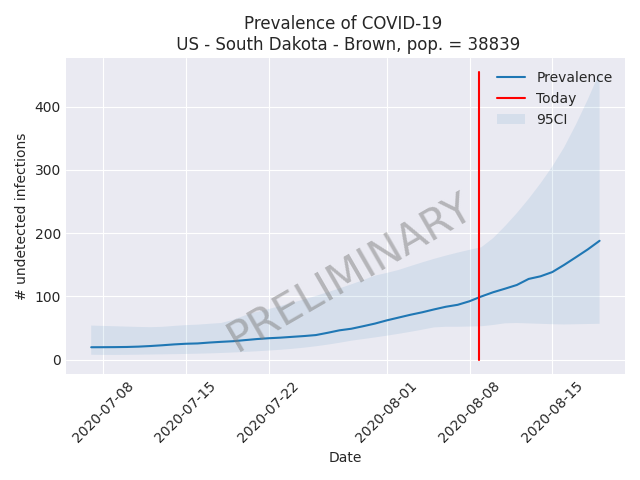 Prevalence of COVID-19
US - South Dakota - Brown, pop. = 38839
Prevalence
Today
95CI
400
300
200
100
0
# undetected infections
PRELIMINARY
2020-07-08
2020-07-15
2020-07-22
2020-08-01
2020-08-08
2020-08-15
Date